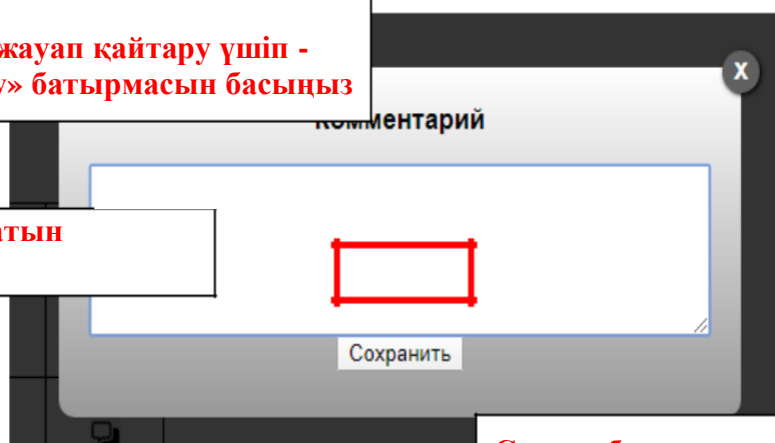 жауап қайтару үшіп -
у» батырмасын басыңыз
X
Комментарий
атын
Сохранить